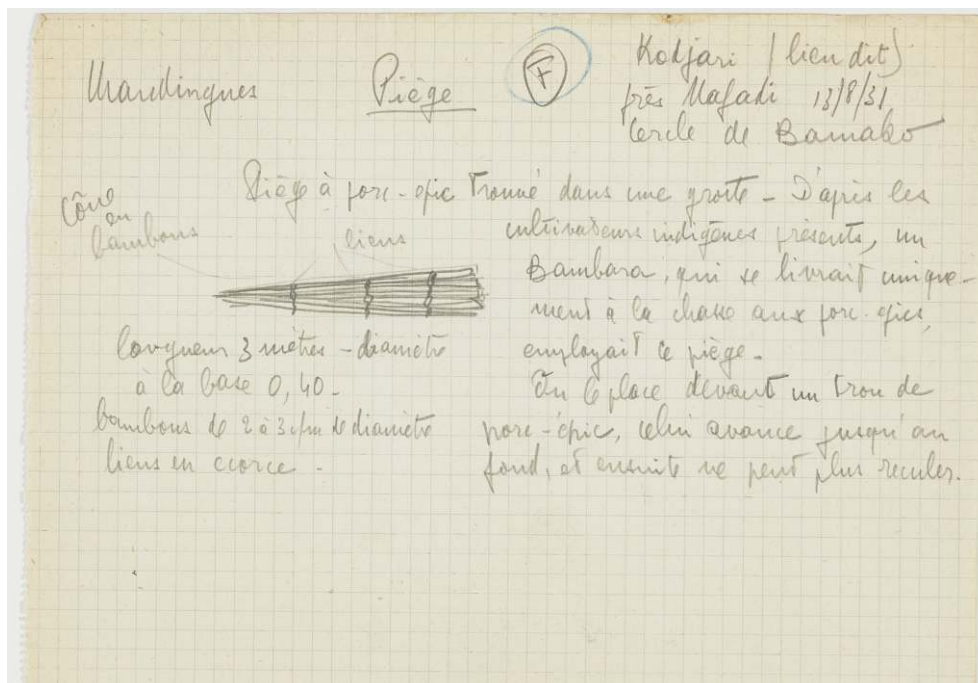 Mandingues
Piège
F
Kodjari (lieu dit)
près Mafadi 13/8/31
Cercle de Bamako
Piège à porc-épic trouvé dans une grotte - D'après les
cultivateurs indigènes présents, un
Bambara, qui se livrait unique-
ment à la chasse aux porc-épics,
employait ce piège -
On le place devant un trou de
porc-épic, celui avance jusqu'au
fond, et ensuite ne peut plus reculer.
Cône
en
bambous
liens
longueur 3 mètres - diamètre
à la base 0,40 -
bambous de 2 à 3 c/m de diamètre
liens en écorce -